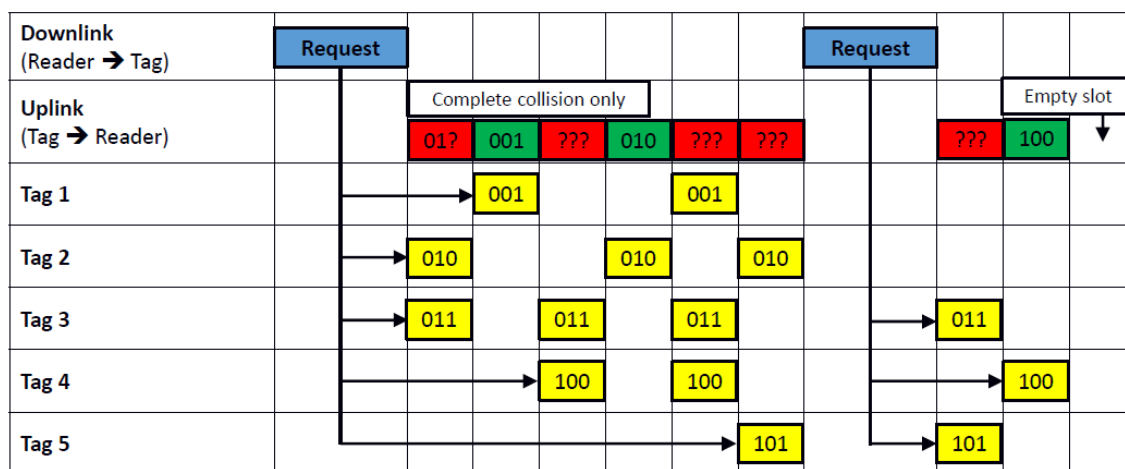 Downlink
(Reader ➔ Tag)
Request
Request
Uplink
(Tag ➔ Reader)
Complete collision only
Empty slot
01? 001 ??? 010 ??? ???
??? 100
Tag 1
001 001
Tag 2
010 010 010
Tag 3
011 011 011 011
Tag 4
100 100 100
Tag 5
101 101